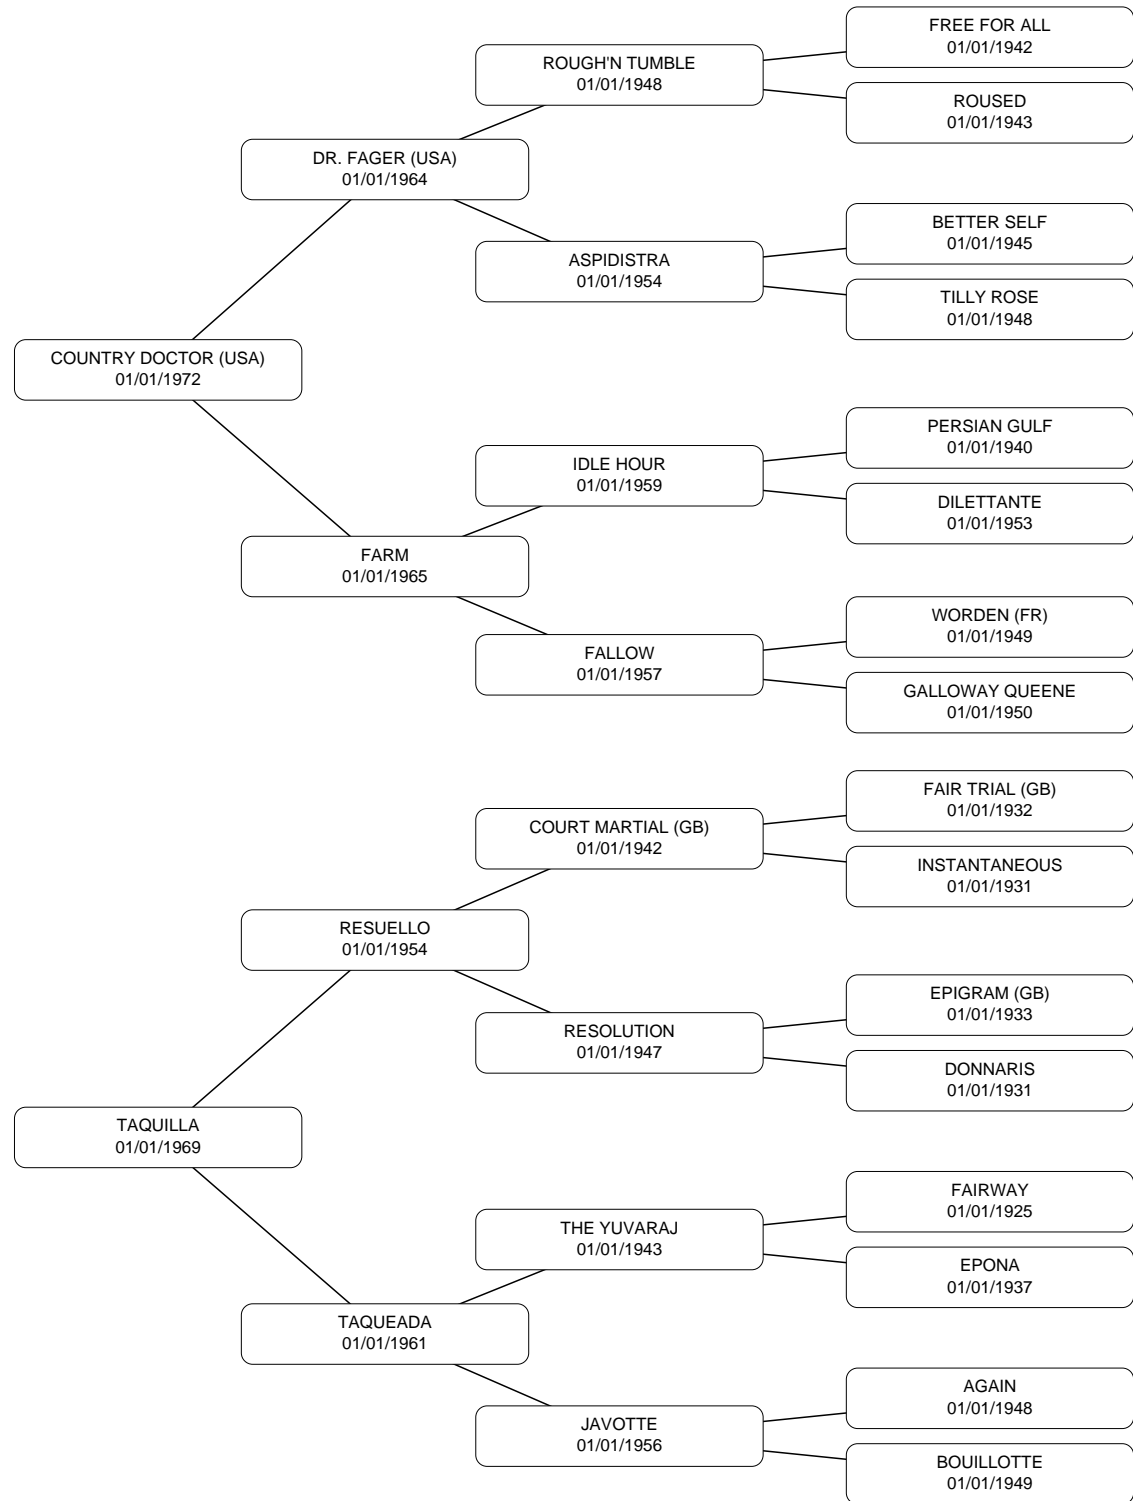 FREE FOR ALL
01/01/1942
ROUGH'N TUMBLE
01/01/1948
ROUSED
01/01/1943
DR. FAGER (USA)
01/01/1964
BETTER SELF
01/01/1945
ASPIDISTRA
01/01/1954
TILLY ROSE
01/01/1948
COUNTRY DOCTOR (USA)
01/01/1972
PERSIAN GULF
01/01/1940
IDLE HOUR
01/01/1959
DILETTANTE
01/01/1953
FARM
01/01/1965
WORDEN (FR)
01/01/1949
FALLOW
01/01/1957
GALLOWAY QUEENE
01/01/1950
FAIR TRIAL (GB)
01/01/1932
COURT MARTIAL (GB)
01/01/1942
INSTANTANEOUS
01/01/1931
RESUELLO
01/01/1954
EPIGRAM (GB)
01/01/1933
RESOLUTION
01/01/1947
DONNARIS
01/01/1931
TAQUILLA
01/01/1969
FAIRWAY
01/01/1925
THE YUVARAJ
01/01/1943
EPONA
01/01/1937
TAQUEADA
01/01/1961
AGAIN
01/01/1948
JAVOTTE
01/01/1956
BOUILLOTTE
01/01/1949